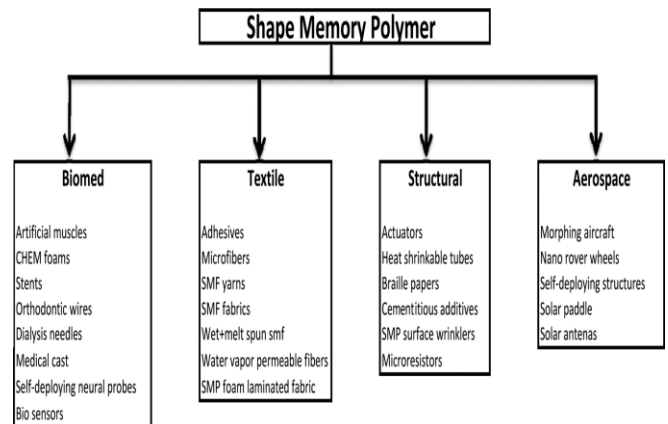 Shape Memory Polymer
Biomed
Artificial muscles
CHEM foams
Stents
Orthodontic wires
Dialysis needles
Medical cast
Self-deploying neural probes
Bio sensors
Textile
Adhesives
Microfibers
SMF yarns
SMF fabrics
Wet+melt spun smf
Water vapor permeable fibers
SMP foam laminated fabric
Structural
Actuators
Heat shrinkable tubes
Braille papers
Cementitious additives
SMP surface wrinklers
Microresistors
Aerospace
Morphing aircraft
Nano rover wheels
Self-deploying structures
Solar paddle
Solar antenas